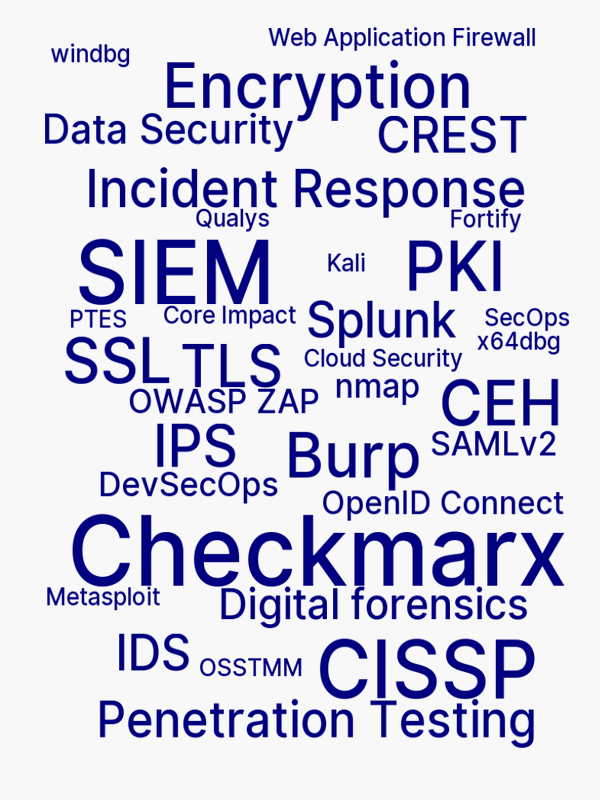 Web Application Firewall
windbg
Encryption
Data Security
CREST
Incident Response
Qualys
Fortify
SIEM
Kali
PKI
PTES
Core Impact
Splunk
SecOps
x64dbg
SSL
TLS
Cloud Security
nmap
OWASP ZAP
CEH
IPS
Burp
SAMLv2
DevSecOps
OpenID Connect
Checkmarx
Metasploit
Digital forensics
IDS
OSSTMM
CISSP
Penetration Testing